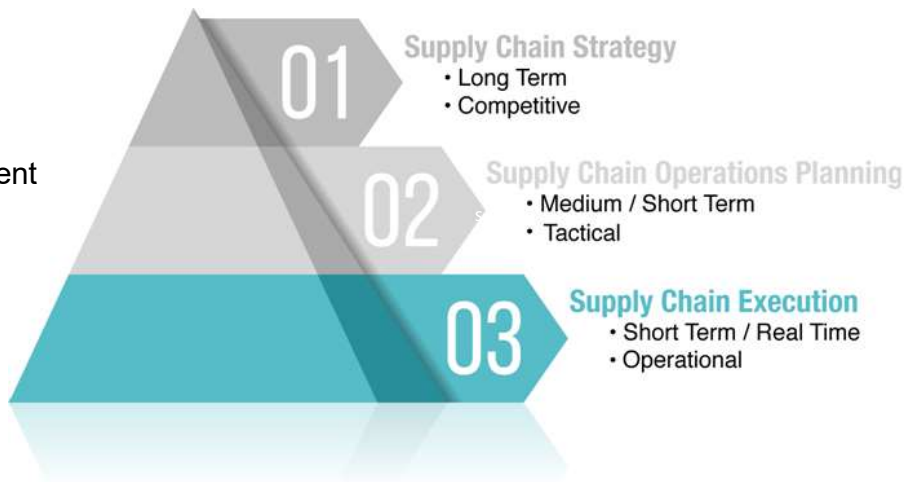 01
Supply Chain Strategy
• Long Term
• Competitive
ent
02
Supply Chain Operations Planning
• Medium / Short Term
• Tactical
03
Supply Chain Execution
• Short Term / Real Time
• Operational